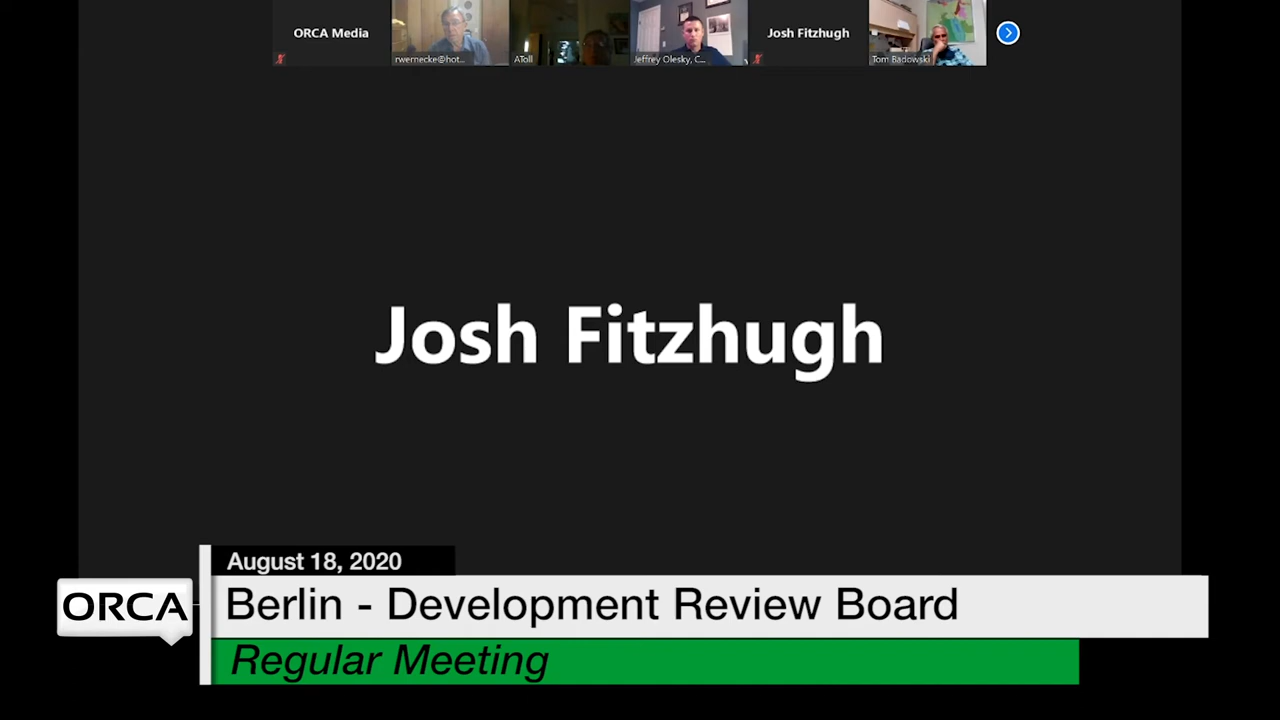 ORCA Media
rwernecke@hot...
AToll
Jeffrey Olesky, C...
Josh Fitzhugh
Tom Badowski
Josh Fitzhugh
August 18, 2020
ORCA
Berlin - Development Review Board
Regular Meeting